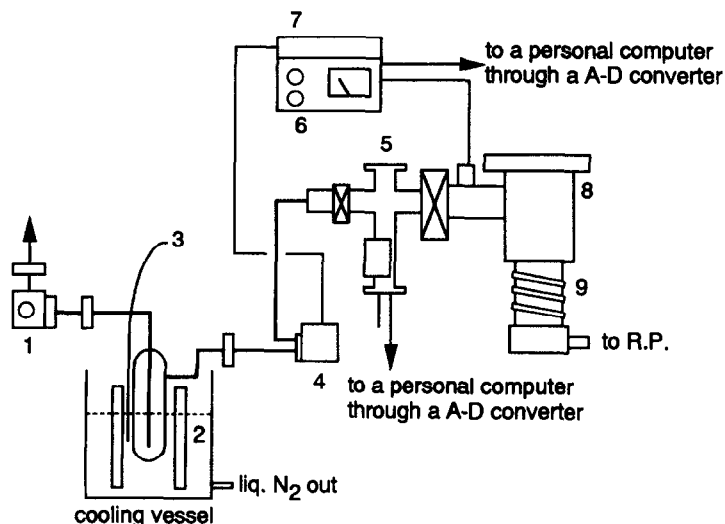 7
to a personal computer
through a A-D converter
6
5
8
3
9
1
to R.P.
4
to a personal computer
through a A-D converter
2
liq. N2 out
cooling vessel